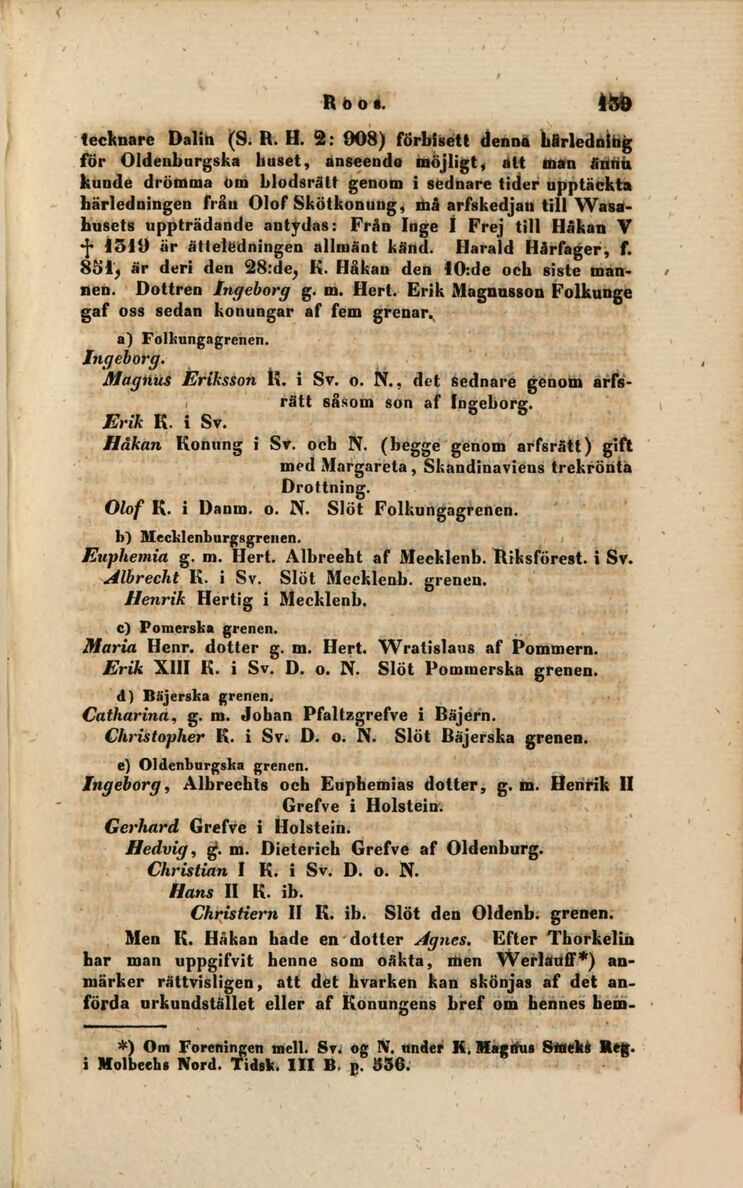 Roos. 139
tecknare Dalin (S. R. H. 2: 908) förbisett denna härledning
för Oldenburgska huset, anseende möjligt, att man ännu
kunde drömma om blodsrätt genom i sednare tider upptäckta
härledningen från Olof Skötkonung, må arfskedjan till Wasa-
husets uppträdande antydas: Från Inge I Frej till Håkan V
† 1319 är ätteledningen allmänt känd. Harald Hårfager, f.
851, är deri den 28:de, K. Håkan den 10:de och siste man-
nen. Dottren Ingeborg g. m. Hert. Erik Magnusson Folkunge
gaf oss sedan konungar af fem grenar.
a) Folkungagrenen.
Ingeborg.
Magnus Eriksson K. i Sv. o. N., det sednare genom arfs-
rätt såsom son af Ingeborg.
Erik K. i Sv.
Håkan Konung i Sv. och N. (begge genom arfsrätt) gift
med Margareta, Skandinaviens trekrönta
Drottning.
Olof K. i Danm. o. N. Slöt Folkungagrenen.
b) Mecklenburgsgrenen.
Euphemia g. m. Hert. Albrecht af Mecklenb. Riksförest. i Sv.
Albrecht K. i Sv. Slöt Mecklenb. grenen.
Henrik Hertig i Mecklenb.
c) Pomerska grenen.
Maria Henr. dotter g. m. Hert. Wratislaus af Pommern.
Erik XIII K. i Sv. D. o. N. Slöt Pommerska grenen.
d) Bäjerska grenen.
Catharina, g. m. Johan Pfaltzgrefve i Bäjern.
Christopher K. i Sv. D. o. N. Slöt Bäjerska grenen.
e) Oldenburgska grenen.
Ingeborg, Albrechts och Euphemias dotter, g. m. Henrik II
Grefve i Holstein.
Gerhard Grefve i Holstein.
Hedvig, g. m. Dieterich Grefve af Oldenburg.
Christian I K. i Sv. D. o. N.
Hans II K. ib.
Christiern II K. ib. Slöt den Oldenb. grenen.
Men K. Håkan hade en dotter Agnes. Efter Thorkelin
har man uppgifvit henne som oäkta, men Werlauff*) an-
märker rättvisligen, att det hvarken kan skönjas af det an-
förda urkundstället eller af Konungens bref om hennes hem-
*) Om Foreningen mell. Sv. og N. under K. Magnus Smeks Reg.
i Molbechs Nord. Tidsk. III B. p. 536.